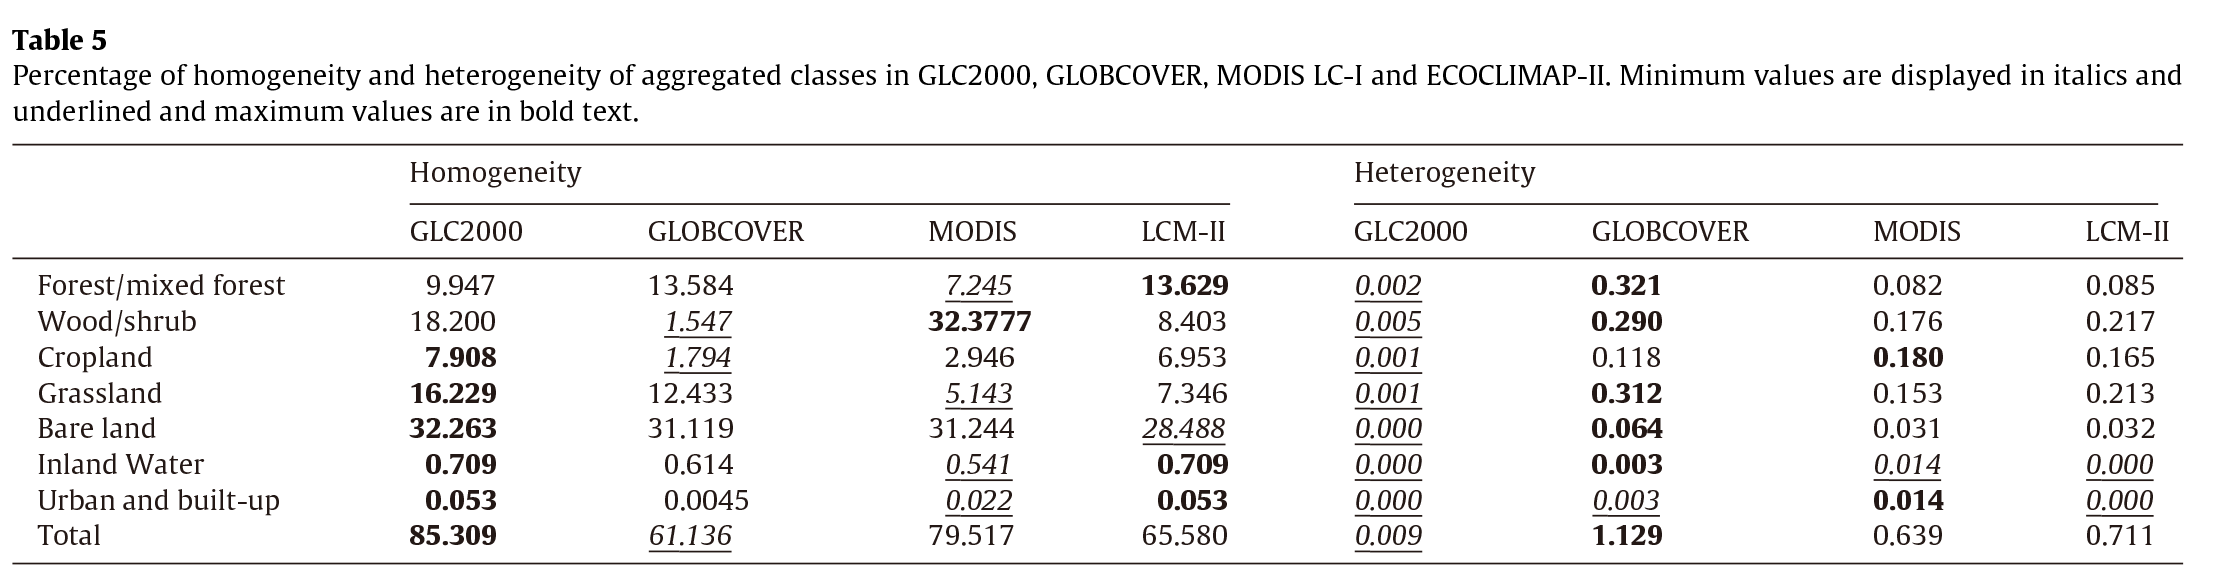 Table 5
Percentage of homogeneity and heterogeneity of aggregated classes in GLC2000, GLOBCOVER, MODIS LC-I and ECOCLIMAP-II. Minimum values are displayed in italics and
underlined and maximum values are in bold text.
Homogeneity Heterogeneity
GLC2000 GLOBCOVER MODIS LCM-II GLC2000 GLOBCOVER MODIS LCM-II
Forest/mixed forest 9.947 13.584 7.245 13.629 0.002 0.321 0.082 0.085
Wood/shrub 18.200 1.547 32.3777 8.403 0.005 0.290 0.176 0.217
Cropland 7.908 1.794 2.946 6.953 0.001 0.118 0.180 0.165
Grassland 16.229 12.433 5.143 7.346 0.001 0.312 0.153 0.213
Bare land 32.263 31.119 31.244 28.488 0.000 0.064 0.031 0.032
Inland Water 0.709 0.614 0.541 0.709 0.000 0.003 0.014 0.000
Urban and built-up 0.053 0.0045 0.022 0.053 0.000 0.003 0.014 0.000
Total 85.309 61.136 79.517 65.580 0.009 1.129 0.639 0.711